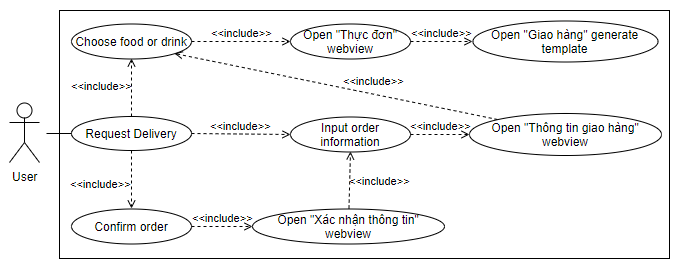 Choose food or drink
<<include>>
Open "Thực đơn"
webview
<<include>>
Open "Giao hàng" generate
template
<<include>>
<<include>>
Request Delivery
<<include>>
Input order
information
<<include>>
Open "Thông tin giao hàng"
webview
User
<<include>>
<<include>>
Confirm order
<<include>>
Open "Xác nhận thông tin"
webview